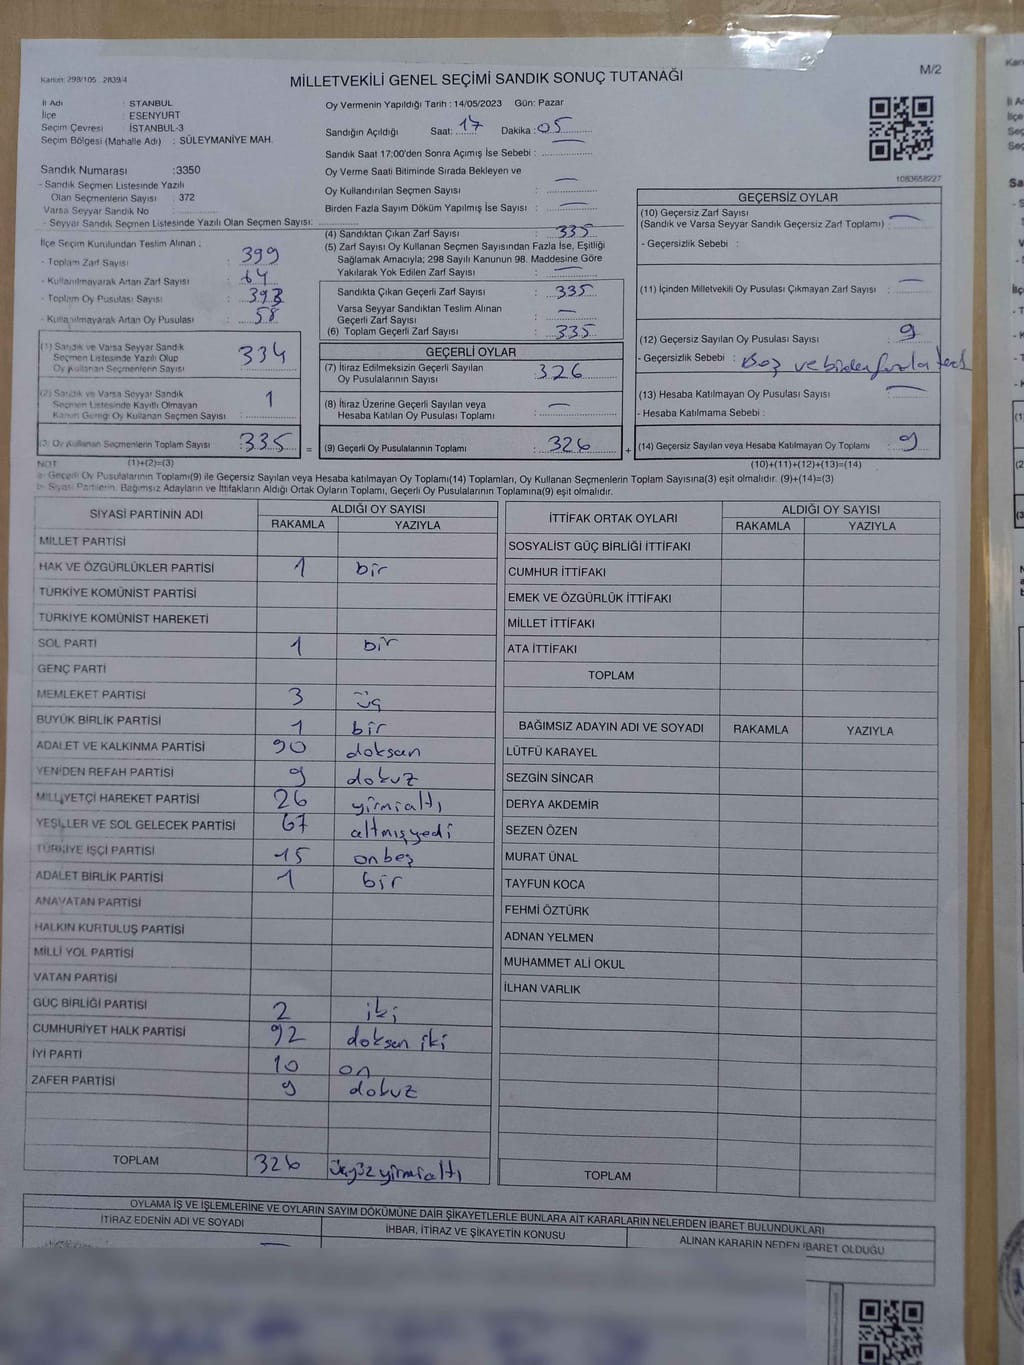 Kanun: 298/105 , 2839/4
MİLLETVEKİLİ GENEL SEÇİMİ SANDIK SONUÇ TUTANAĞI
M/2
İl Adı : STANBUL
İlçe : ESENYURT
Seçim Çevresi : İSTANBUL-3
Seçim Bölgesi (Mahalle Adı) : SÜLEYMANİYE MAH.
Oy Vermenin Yapıldığı Tarih : 14/05/2023 Gün: Pazar
Sandığın Açıldığı Saat: 17 Dakika : 05
Sandık Saat 17:00'den Sonra Açımış İse Sebebi :
Oy Verme Saati Bitiminde Sırada Bekleyen ve
Oy Kullandırılan Seçmen Sayısı : —
Birden Fazla Sayım Döküm Yapılmış İse Sayısı : —
1083658227
Sandık Numarası :3350
- Sandık Seçmen Listesinde Yazılı
Olan Seçmenlerin Sayısı : 372
Varsa Seyyar Sandık No :
- Seyyar Sandık Seçmen Listesinde Yazılı Olan Seçmen Sayısı:
İlçe Seçim Kurulundan Teslim Alınan ;
- Toplam Zarf Sayısı : 399
- Kullanılmayarak Artan Zarf Sayısı : 64
- Toplam Oy Pusulası Sayısı : 393
- Kullanılmayarak Artan Oy Pusulası : 58
(1) Sandık ve Varsa Seyyar Sandık
Seçmen Listesinde Yazılı Olup
Oy Kullanan Seçmenlerin Sayısı : 334
(2) Sandık ve Varsa Seyyar Sandık
Seçmen Listesinde Kayıtlı Olmayan
Kanun Gereği Oy Kullanan Seçmen Sayısı : 1
(3) Oy Kullanan Seçmenlerin Toplam Sayısı : 335 =
(4) Sandıktan Çıkan Zarf Sayısı : 335
(5) Zarf Sayısı Oy Kullanan Seçmen Sayısından Fazla İse, Eşitliği
Sağlamak Amacıyla; 298 Sayılı Kanunun 98. Maddesine Göre
Yakılarak Yok Edilen Zarf Sayısı : —
Sandıkta Çıkan Geçerli Zarf Sayısı : 335
Varsa Seyyar Sandıktan Teslim Alınan
Geçerli Zarf Sayısı : —
(6) Toplam Geçerli Zarf Sayısı : 335
GEÇERLİ OYLAR
(7) İtiraz Edilmeksizin Geçerli Sayılan
Oy Pusulalarının Sayısı : 326
(8) İtiraz Üzerine Geçerli Sayılan veya
Hesaba Katılan Oy Pusulası Toplamı : —
(9) Geçerli Oy Pusulalarının Toplamı : 326 +
GEÇERSİZ OYLAR
(10) Geçersiz Zarf Sayısı
(Sandık ve Varsa Seyyar Sandık Geçersiz Zarf Toplamı) : —
- Geçersizlik Sebebi :
(11) İçinden Milletvekili Oy Pusulası Çıkmayan Zarf Sayısı : —
(12) Geçersiz Sayılan Oy Pusulası Sayısı : 9
- Geçersizlik Sebebi : Boş ve birden fazla
(13) Hesaba Katılmayan Oy Pusulası Sayısı : —
- Hesaba Katılmama Sebebi :
(14) Geçersiz Sayılan veya Hesaba Katılmayan Oy Toplamı : 9
NOT (1)+(2)=(3)
(10)+(11)+(12)+(13)=(14)
a- Geçerli Oy Pusulalarının Toplamı(9) ile Geçersiz Sayılan veya Hesaba katılmayan Oy Toplamı(14) Toplamları, Oy Kullanan Seçmenlerin Toplam Sayısına(3) eşit olmalıdır. (9)+(14)=(3)
b- Siyasi Partilerin, Bağımsız Adayların ve İttifakların Aldığı Ortak Oyların Toplamı, Geçerli Oy Pusulalarının Toplamına(9) eşit olmalıdır.
SİYASİ PARTİNİN ADI ALDIĞI OY SAYISI
RAKAMLA YAZIYLA
MİLLET PARTİSİ
HAK VE ÖZGÜRLÜKLER PARTİSİ 1 bir
TÜRKİYE KOMÜNİST PARTİSİ
TÜRKİYE KOMÜNİST HAREKETİ
SOL PARTİ 1 bir
GENÇ PARTİ
MEMLEKET PARTİSİ 3 üç
BÜYÜK BİRLİK PARTİSİ 1 bir
ADALET VE KALKINMA PARTİSİ 90 doksan
YENİDEN REFAH PARTİSİ 9 dokuz
MİLLİYETÇİ HAREKET PARTİSİ 26 yirmialtı
YEŞİLLER VE SOL GELECEK PARTİSİ 67 altmışyedi
TÜRKİYE İŞÇİ PARTİSİ 15 onbeş
ADALET BİRLİK PARTİSİ 1 bir
ANAVATAN PARTİSİ
HALKIN KURTULUŞ PARTİSİ
MİLLİ YOL PARTİSİ
VATAN PARTİSİ
GÜÇ BİRLİĞİ PARTİSİ 2 iki
CUMHURİYET HALK PARTİSİ 92 doksan iki
İYİ PARTİ 10 on
ZAFER PARTİSİ 9 dokuz
TOPLAM 326 üçyüzyirmialtı
İTTİFAK ORTAK OYLARI ALDIĞI OY SAYISI
RAKAMLA YAZIYLA
SOSYALİST GÜÇ BİRLİĞİ İTTİFAKI
CUMHUR İTTİFAKI
EMEK VE ÖZGÜRLÜK İTTİFAKI
MİLLET İTTİFAKI
ATA İTTİFAKI
TOPLAM
BAĞIMSIZ ADAYIN ADI VE SOYADI RAKAMLA YAZIYLA
LÜTFÜ KARAYEL
SEZGİN SİNCAR
DERYA AKDEMİR
SEZEN ÖZEN
MURAT ÜNAL
TAYFUN KOCA
FEHMİ ÖZTÜRK
ADNAN YELMEN
MUHAMMET ALİ OKUL
İLHAN VARLIK
TOPLAM
OYLAMA İŞ VE İŞLEMLERİNE VE OYLARIN SAYIM DÖKÜMÜNE DAİR ŞİKAYETLERLE BUNLARA AİT KARARLARIN NELERDEN İBARET BULUNDUKLARI
İTİRAZ EDENİN ADI VE SOYADI İHBAR, İTİRAZ VE ŞİKAYETİN KONUSU ALINAN KARARIN NEDEN İBARET OLDUĞU